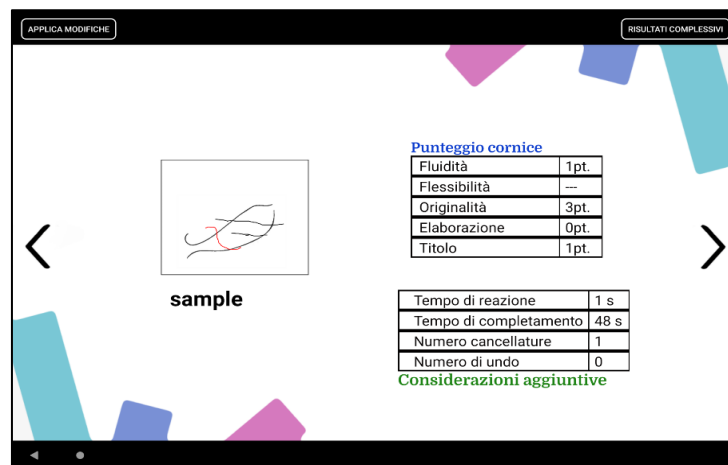 APPLICA MODIFICHE
RISULTATI COMPLESSIVI
sample
Punteggio cornice
Fluidità 1pt.
Flessibilità ---
Originalità 3pt.
Elaborazione 0pt.
Titolo 1pt.
Tempo di reazione 1 s
Tempo di completamento 48 s
Numero cancellature 1
Numero di undo 0
Considerazioni aggiuntive